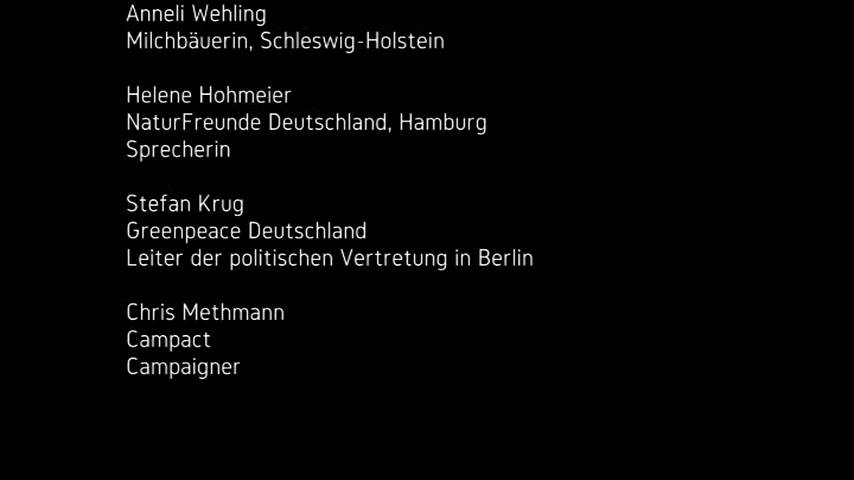 Anneli Wehling
Milchbäuerin, Schleswig-Holstein
Helene Hohmeier
NaturFreunde Deutschland, Hamburg
Sprecherin
Stefan Krug
Greenpeace Deutschland
Leiter der politischen Vertretung in Berlin
Chris Methmann
Campact
Campaigner